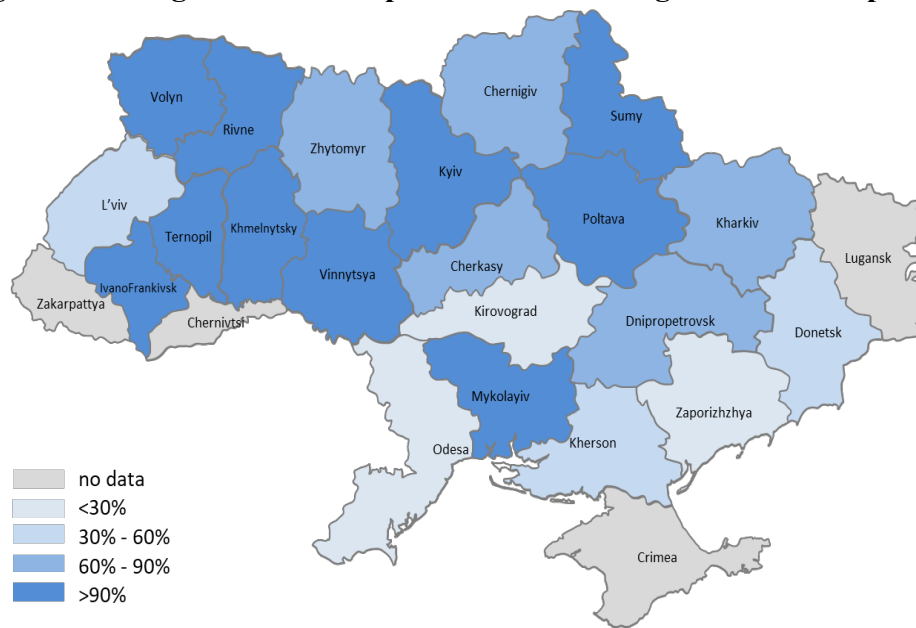 Chernigiv
Volyn
Sumy
Rivne
Zhytomyr
Kyiv
L'viv
Poltava
Ternopil
Khmelnytsky
Kharkiv
Cherkasy
Vinnytsya
Lugansk
IvanoFrankivsk
Zakarpattya
Kirovograd
Chernivtsi
Dnipropetrovsk
Donetsk
Mykolayiv
Zaporizhzhya
Kherson
Odesa
Crimea
no data
<30%
30% - 60%
60% - 90%
>90%